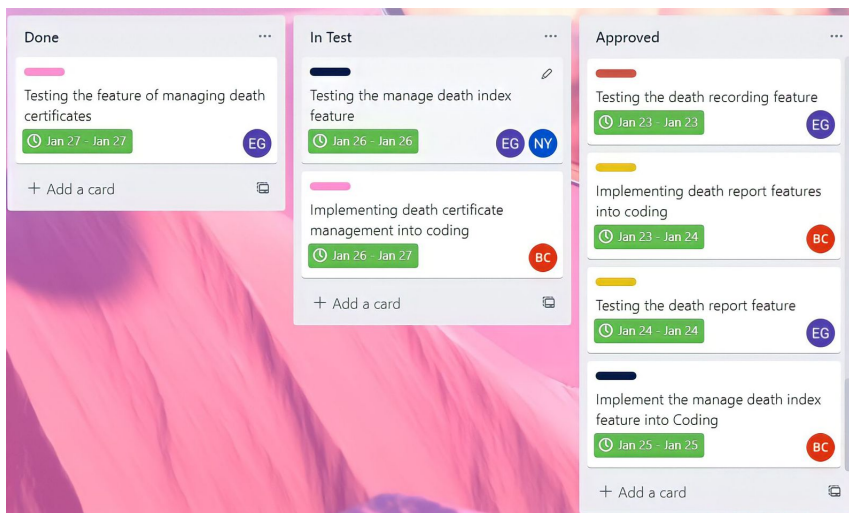 Done
Testing the feature of managing death
certificates
Jan 27 - Jan 27
EG
+ Add a card
In Test
Testing the manage death index
feature
Jan 26 - Jan 26
EG NY
Implementing death certificate
management into coding
Jan 26 - Jan 27
BC
+ Add a card
Approved
Testing the death recording feature
Jan 23 - Jan 23
EG
Implementing death report features
into coding
Jan 23 - Jan 24
BC
Testing the death report feature
Jan 24 - Jan 24
EG
Implement the manage death index
feature into Coding
Jan 25 - Jan 25
BC
+ Add a card